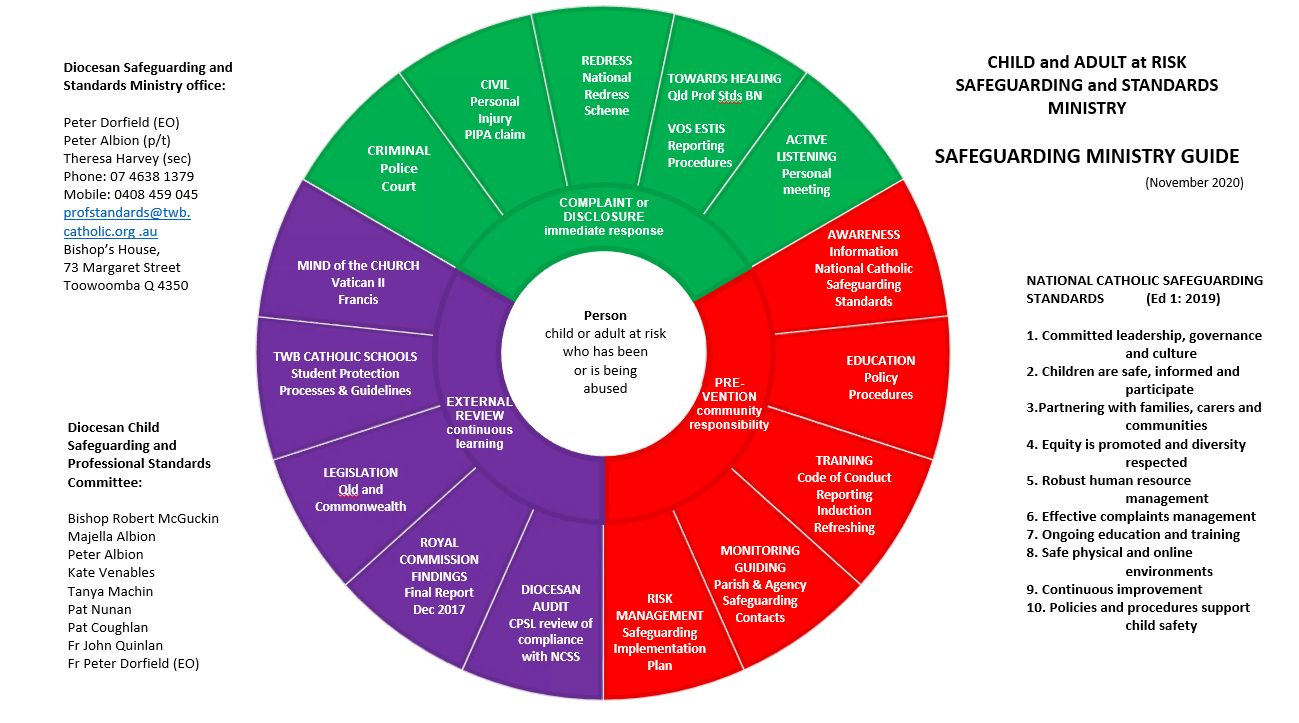 Diocesan Safeguarding and
Standards Ministry office:
Peter Dorfield (EO)
Peter Albion (p/t)
Theresa Harvey (sec)
Phone: 07 4638 1379
Mobile: 0408 459 045
profstandards@twb.
catholic.org .au
Bishop's House,
73 Margaret Street
Toowoomba Q 4350
Diocesan Child
Safeguarding and
Professional Standards
Committee:
Bishop Robert McGuckin
Majella Albion
Peter Albion
Kate Venables
Tanya Machin
Pat Nunan
Pat Coughlan
Fr John Quinlan
Fr Peter Dorfield (EO)
CRIMINAL
Police
Court
CIVIL
Personal
Injury
PIPA claim
REDRESS
National
Redress
Scheme
TOWARDS HEALING
Qld Prof Stds BN
VOS ESTIS
Reporting
Procedures
ACTIVE
LISTENING
Personal
meeting
COMPLAINT or
DISCLOSURE
immediate response
AWARENESS
Information
National Catholic
Safeguarding
Standards
EDUCATION
Policy
Procedures
TRAINING
Code of Conduct
Reporting
Induction
Refreshing
MONITORING
GUIDING
Parish & Agency
Safeguarding
Contacts
RISK
MANAGEMENT
Safeguarding
Implementation
Plan
PRE-
VENTION
community
responsibility
DIOCESAN
AUDIT
CPSL review of
compliance
with NCSS
ROYAL
COMMISSION
FINDINGS
Final Report
Dec 2017
LEGISLATION
Qld and
Commonwealth
TWB CATHOLIC SCHOOLS
Student Protection
Processes & Guidelines
MIND of the CHURCH
Vatican II
Francis
EXTERNAL
REVIEW
continuous
learning
Person
child or adult at risk
who has been
or is being
abused
CHILD and ADULT at RISK
SAFEGUARDING and STANDARDS
MINISTRY
SAFEGUARDING MINISTRY GUIDE
(November 2020)
NATIONAL CATHOLIC SAFEGUARDING
STANDARDS (Ed 1: 2019)
1. Committed leadership, governance
and culture
2. Children are safe, informed and
participate
3.Partnering with families, carers and
communities
4. Equity is promoted and diversity
respected
5. Robust human resource
management
6. Effective complaints management
7. Ongoing education and training
8. Safe physical and online
environments
9. Continuous improvement
10. Policies and procedures support
child safety